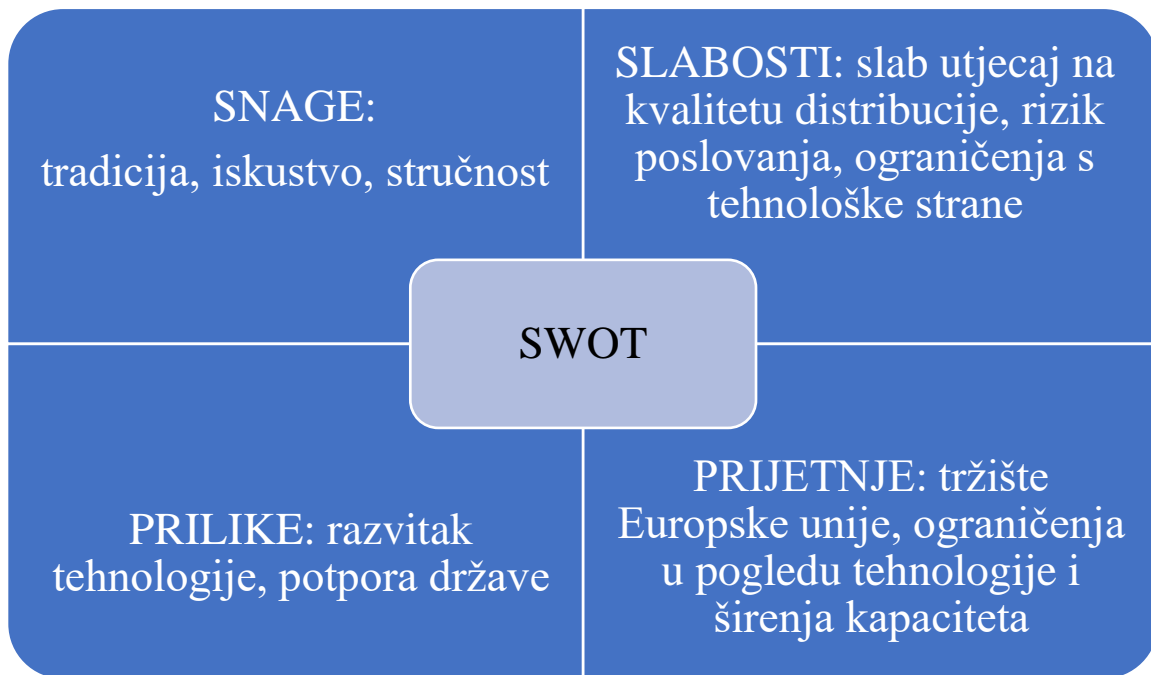 SNAGE:
tradicija, iskustvo, stručnost
SLABOSTI: slab utjecaj na
kvalitetu distribucije, rizik
poslovanja, ograničenja s
tehnološke strane
SWOT
PRILIKE: razvitak
tehnologije, potpora države
PRIJETNJE: tržište
Europske unije, ograničenja
u pogledu tehnologije i
širenja kapaciteta